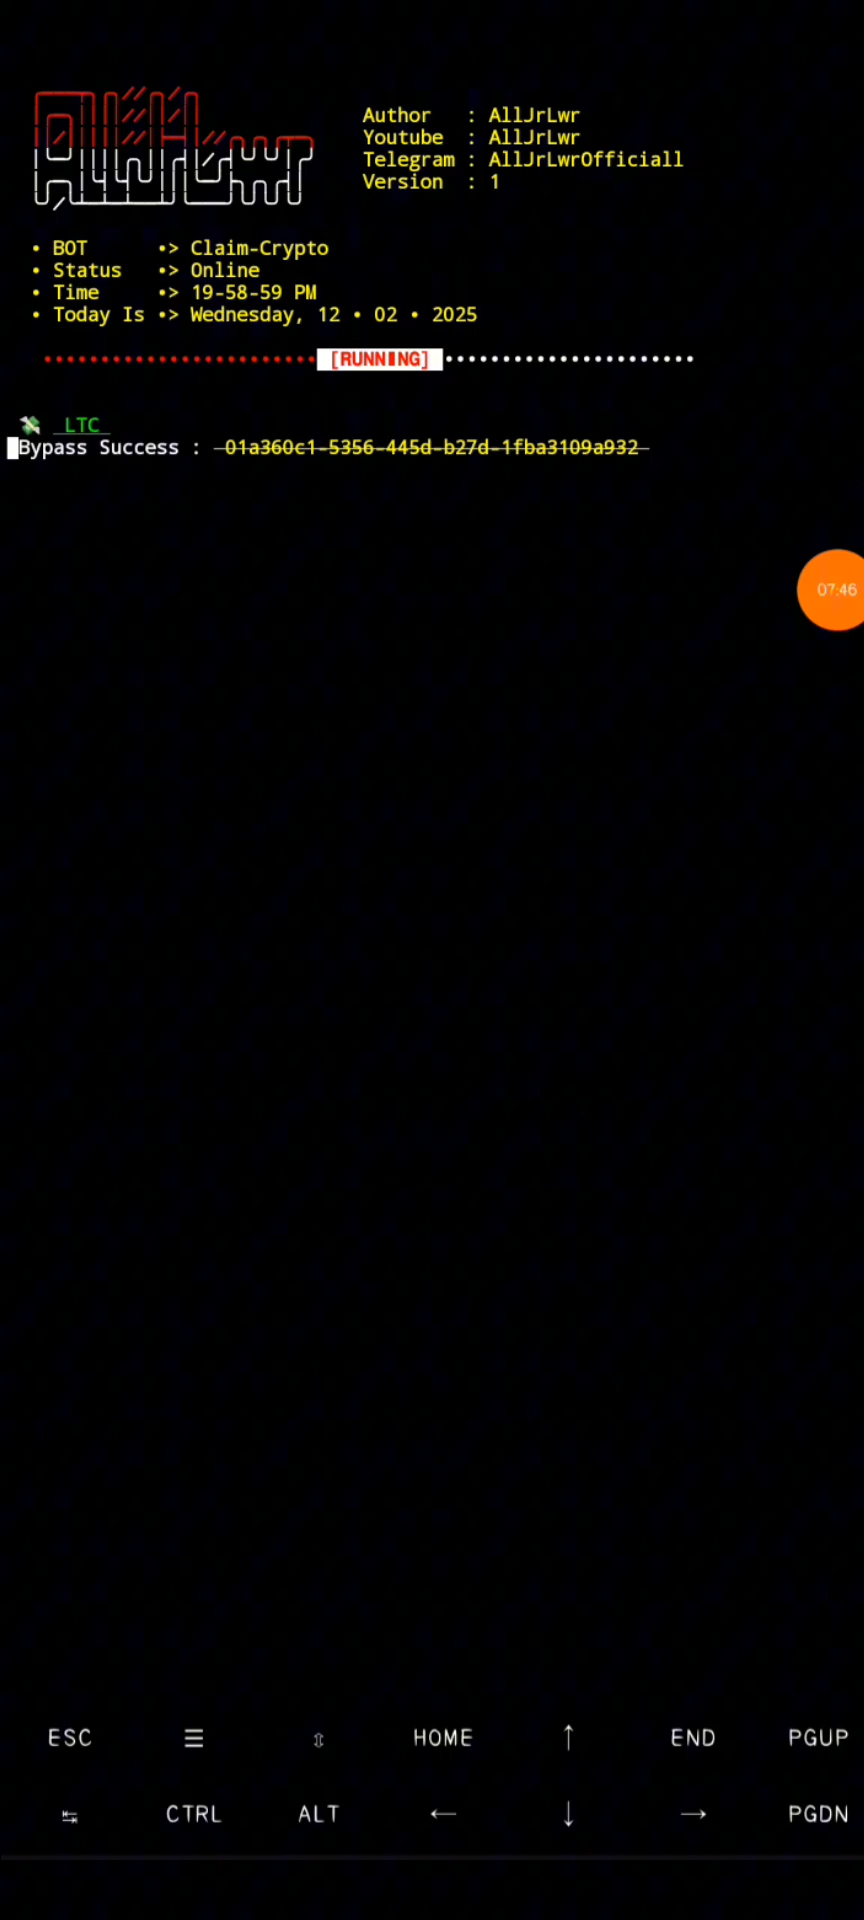 Author : AllJrLwr
Youtube : AllJrLwr
Telegram : AllJrLwrOfficiall
Version : 1
• BOT •> Claim-Crypto
• Status •> Online
• Time •> 19-58-59 PM
• Today Is •> Wednesday, 12 • 02 • 2025
[RUNNING]
LTC
Bypass Success : 01a360c1-5356-445d-b27d-1fba3109a932
07:46
ESC ☰ ⇳ HOME ↑ END PGUP
↹ CTRL ALT ← ↓ → PGDN